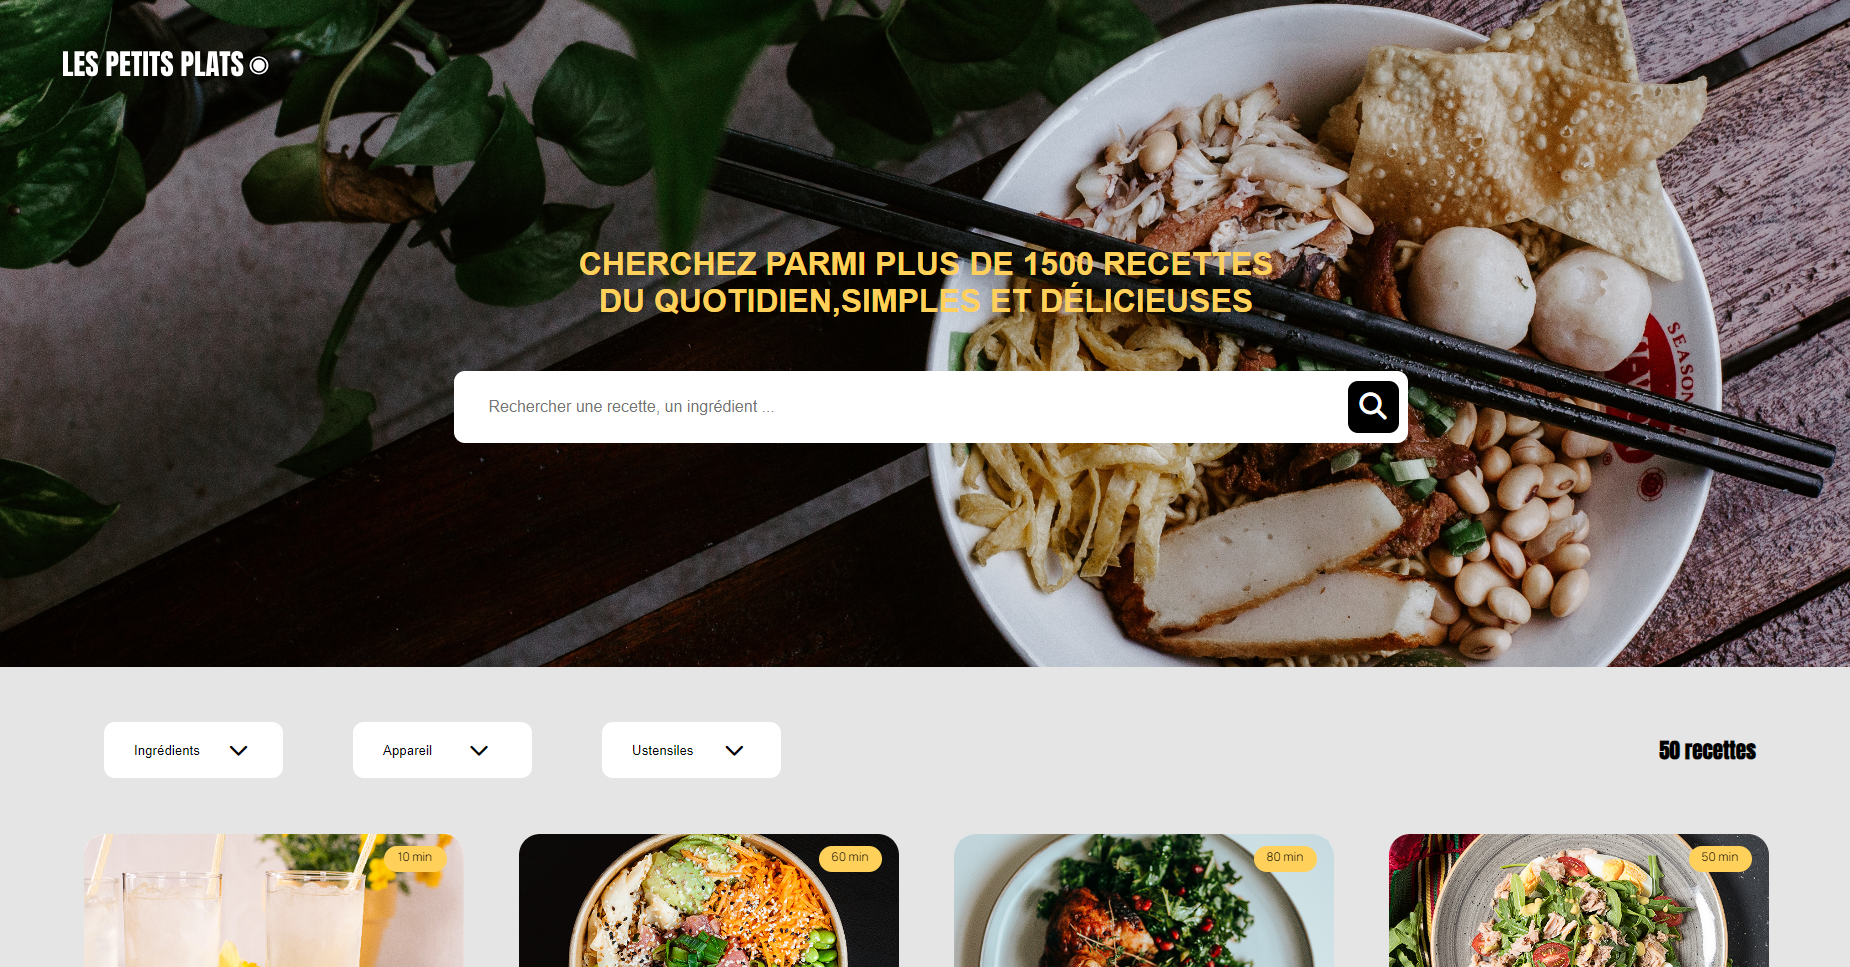 LES PETITS PLATS
CHERCHEZ PARMI PLUS DE 1500 RECETTES
DU QUOTIDIEN,SIMPLES ET DÉLICIEUSES
Rechercher une recette, un ingrédient ...
SEASON
Ingrédients
Appareil
Ustensiles
50 recettes
10 min
60 min
80 min
50 min